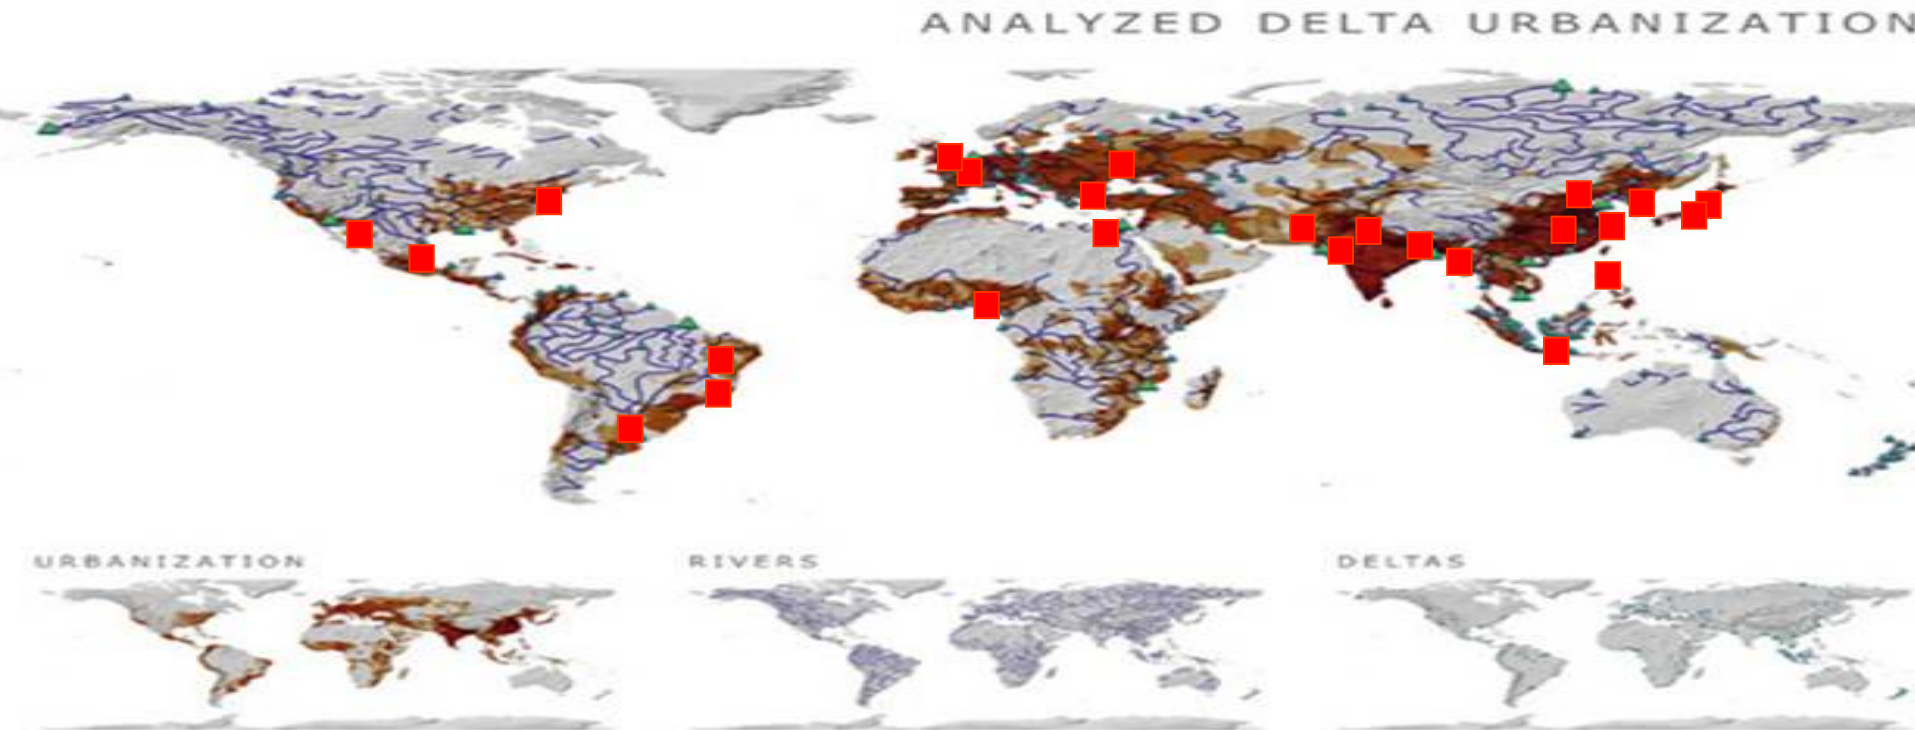 ANALYZED DELTA URBANIZATION
URBANIZATION
RIVERS
DELTAS